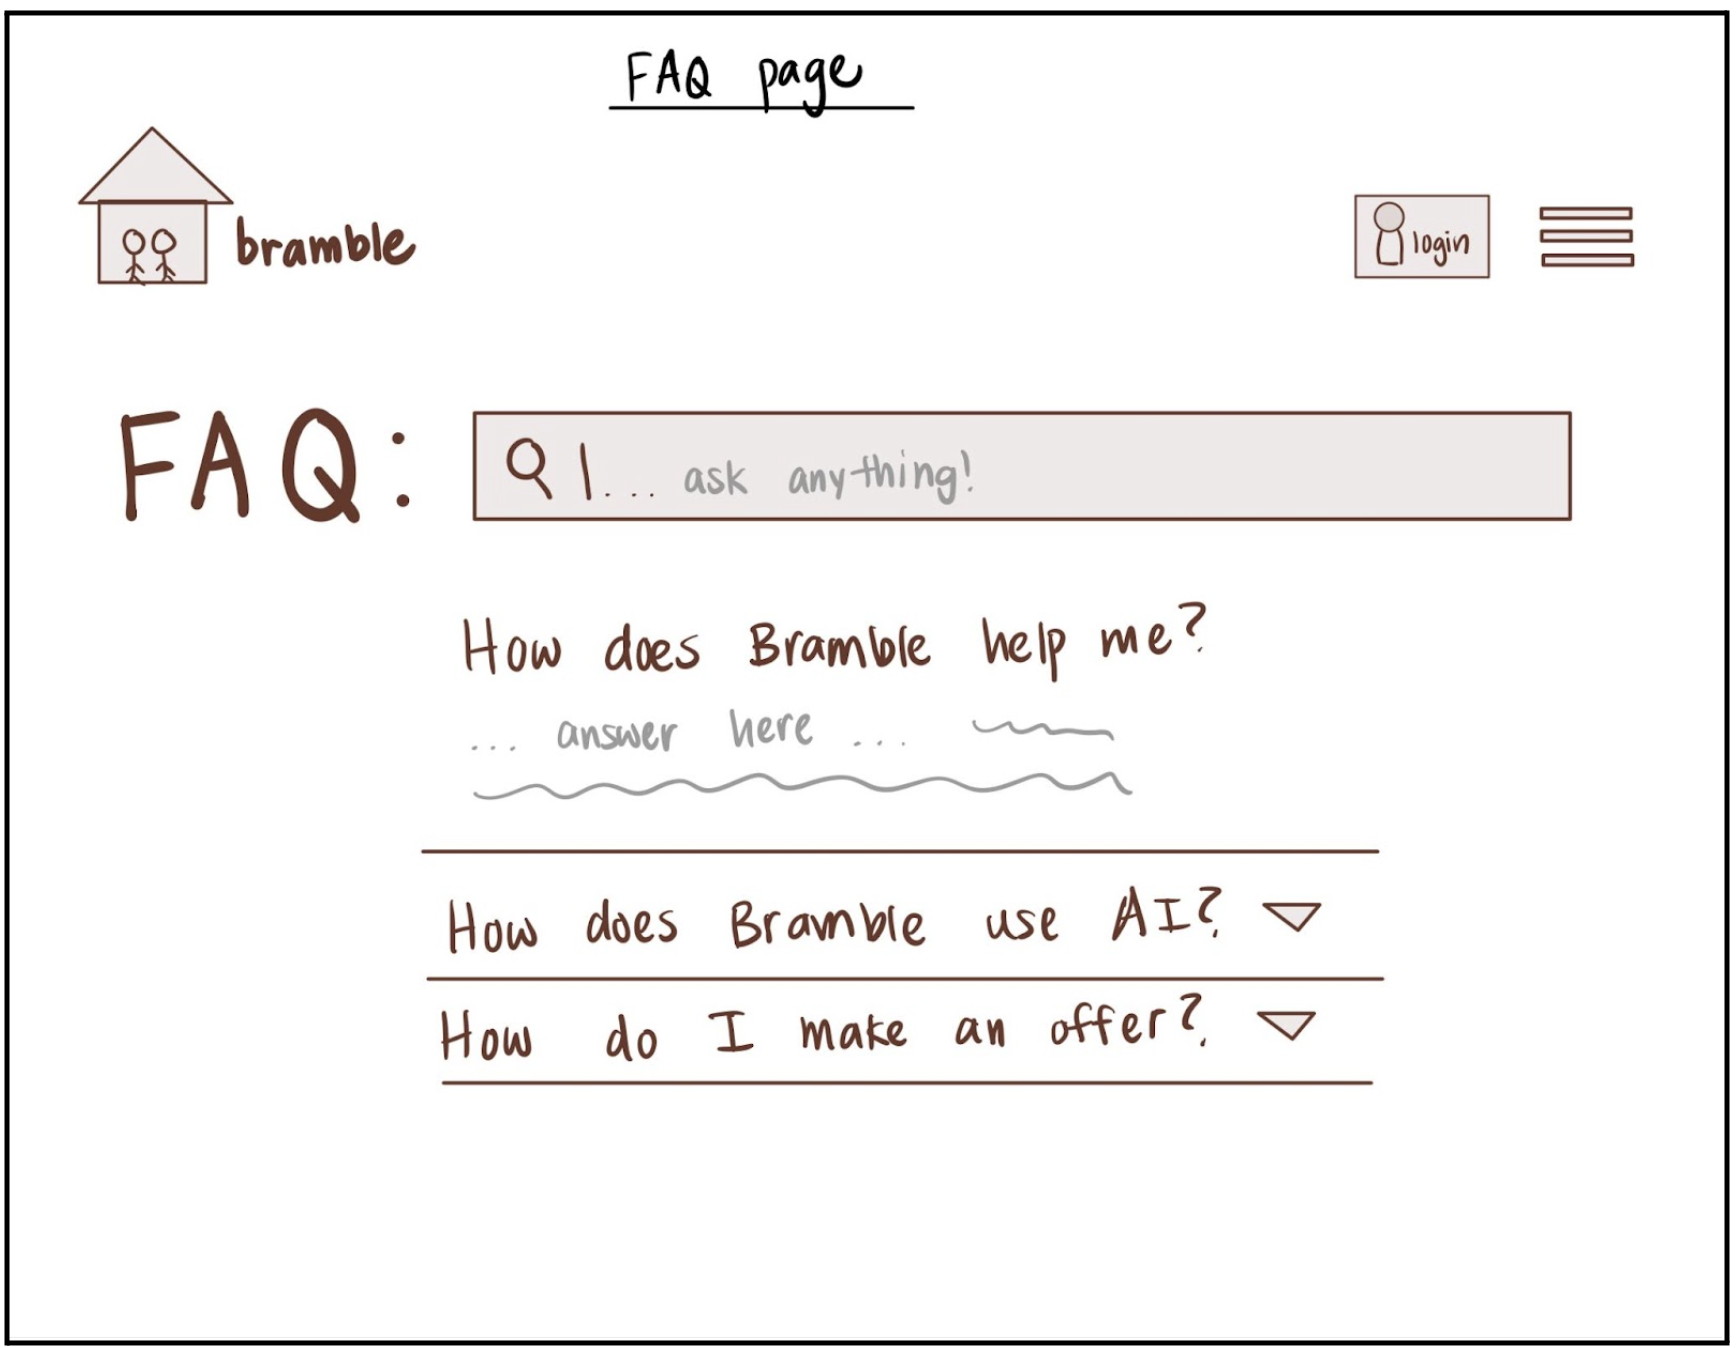 FAQ page
bramble
login
FAQ:
... ask anything!
How does Bramble help me?
... answer here ...
How does Bramble use AI?
How do I make an offer?